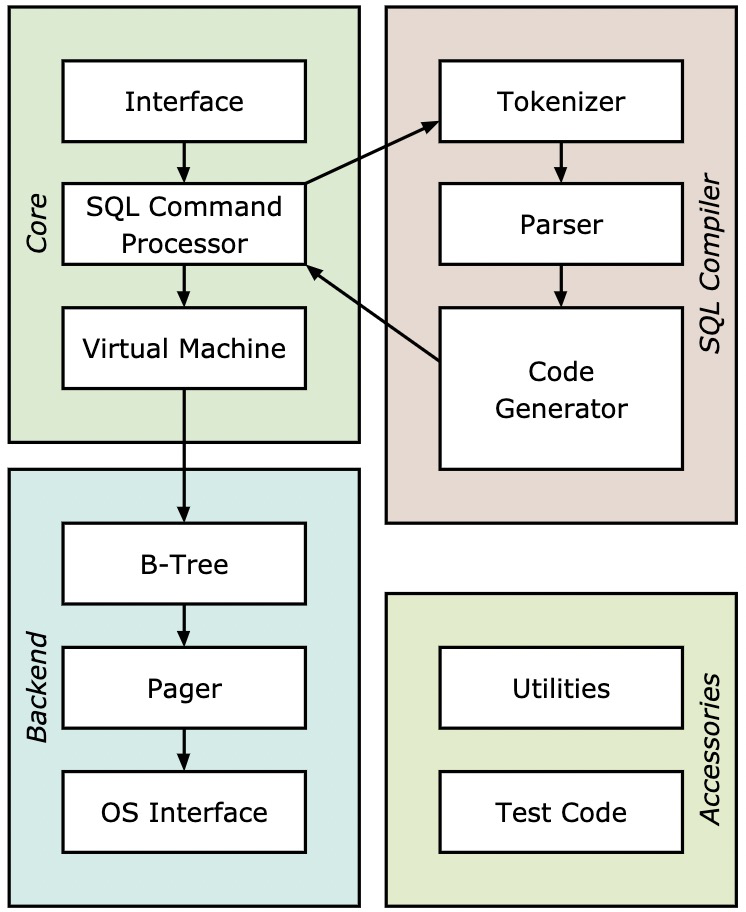 Core
Interface
SQL Command
Processor
Virtual Machine
SQL Compiler
Tokenizer
Parser
Code
Generator
Backend
B-Tree
Pager
OS Interface
Accessories
Utilities
Test Code